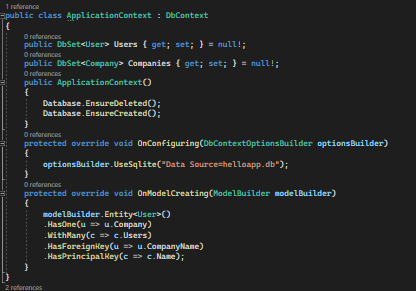 1 reference
public class ApplicationContext : DbContext
{
0 references
public DbSet<User> Users { get; set; } = null!;
0 references
public DbSet<Company> Companies { get; set; } = null!;
0 references
public ApplicationContext()
{
Database.EnsureDeleted();
Database.EnsureCreated();
}
0 references
protected override void OnConfiguring(DbContextOptionsBuilder optionsBuilder)
{
optionsBuilder.UseSqlite("Data Source=helloapp.db");
}
0 references
protected override void OnModelCreating(ModelBuilder modelBuilder)
{
modelBuilder.Entity<User>()
.HasOne(u => u.Company)
.WithMany(c => c.Users)
.HasForeignKey(u => u.CompanyName)
.HasPrincipalKey(c => c.Name);
}
}
2 references